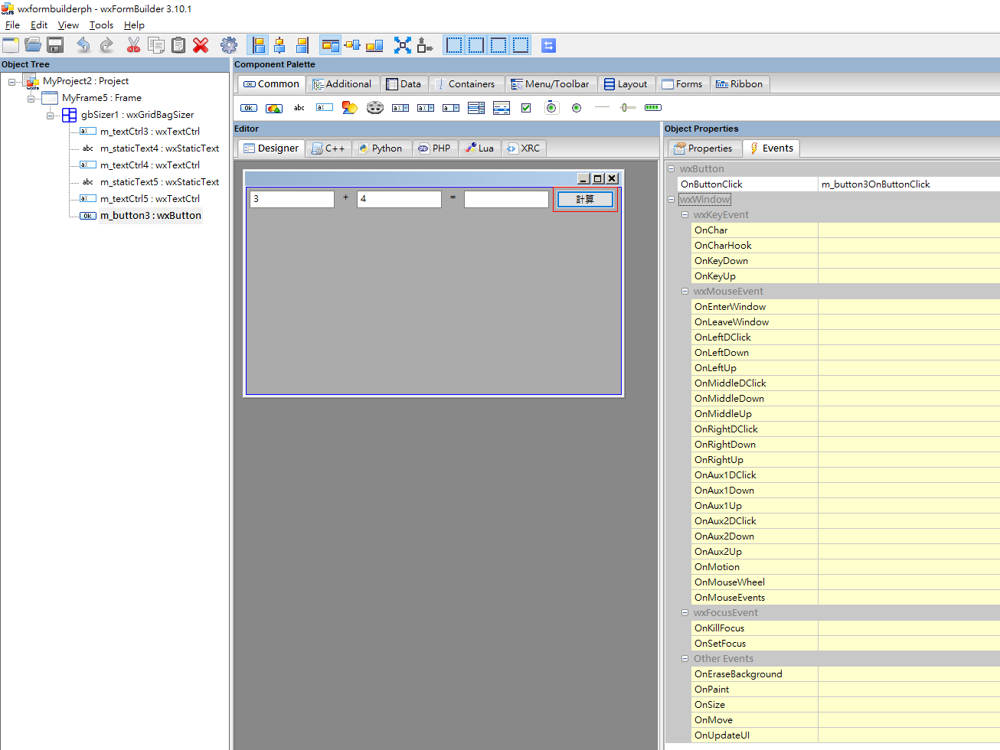 wxformbuilderph - wxFormBuilder 3.10.1
File Edit View Tools Help
Object Tree
MyProject2 : Project
MyFrame5 : Frame
gbSizer1 : wxGridBagSizer
m_textCtrl3 : wxTextCtrl
abc m_staticText4 : wxStaticText
m_textCtrl4 : wxTextCtrl
abc m_staticText5 : wxStaticText
m_textCtrl5 : wxTextCtrl
OK m_button3 : wxButton
Component Palette
OK Common Additional Data Containers Menu/Toolbar Layout Forms Ribbon
OK abc
Editor
Designer C++ Python PHP Lua XRC
3 + 4 = 計算
Object Properties
Properties Events
wxButton
OnButtonClick m_button3OnButtonClick
wxWindow
wxKeyEvent
OnChar
OnCharHook
OnKeyDown
OnKeyUp
wxMouseEvent
OnEnterWindow
OnLeaveWindow
OnLeftDClick
OnLeftDown
OnLeftUp
OnMiddleDClick
OnMiddleDown
OnMiddleUp
OnRightDClick
OnRightDown
OnRightUp
OnAux1DClick
OnAux1Down
OnAux1Up
OnAux2DClick
OnAux2Down
OnAux2Up
OnMotion
OnMouseWheel
OnMouseEvents
wxFocusEvent
OnKillFocus
OnSetFocus
Other Events
OnEraseBackground
OnPaint
OnSize
OnMove
OnUpdateUI